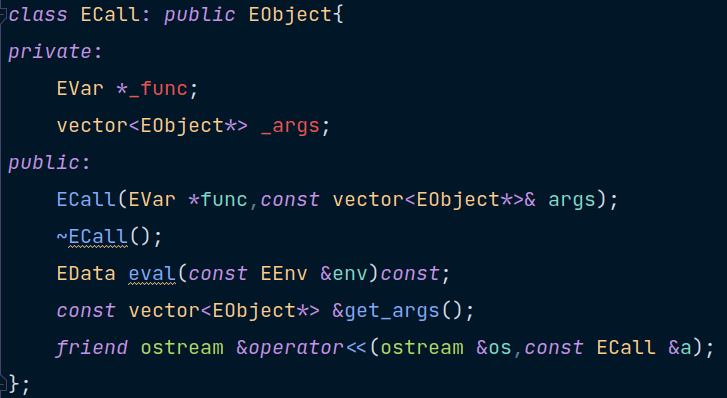 class ECall: public EObject{
private:
    EVar *_func;
    vector<EObject*> _args;
public:
    ECall(EVar *func,const vector<EObject*>& args);
    ~ECall();
    EData eval(const EEnv &env)const;
    const vector<EObject*> &get_args();
    friend ostream &operator<<(ostream &os,const ECall &a);
};